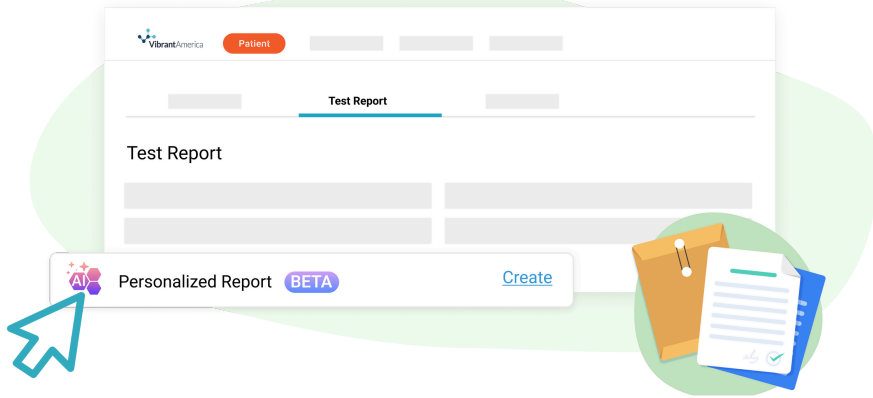 VibrantAmerica
Patient
Test Report
Test Report
AI
Personalized Report
BETA
Create